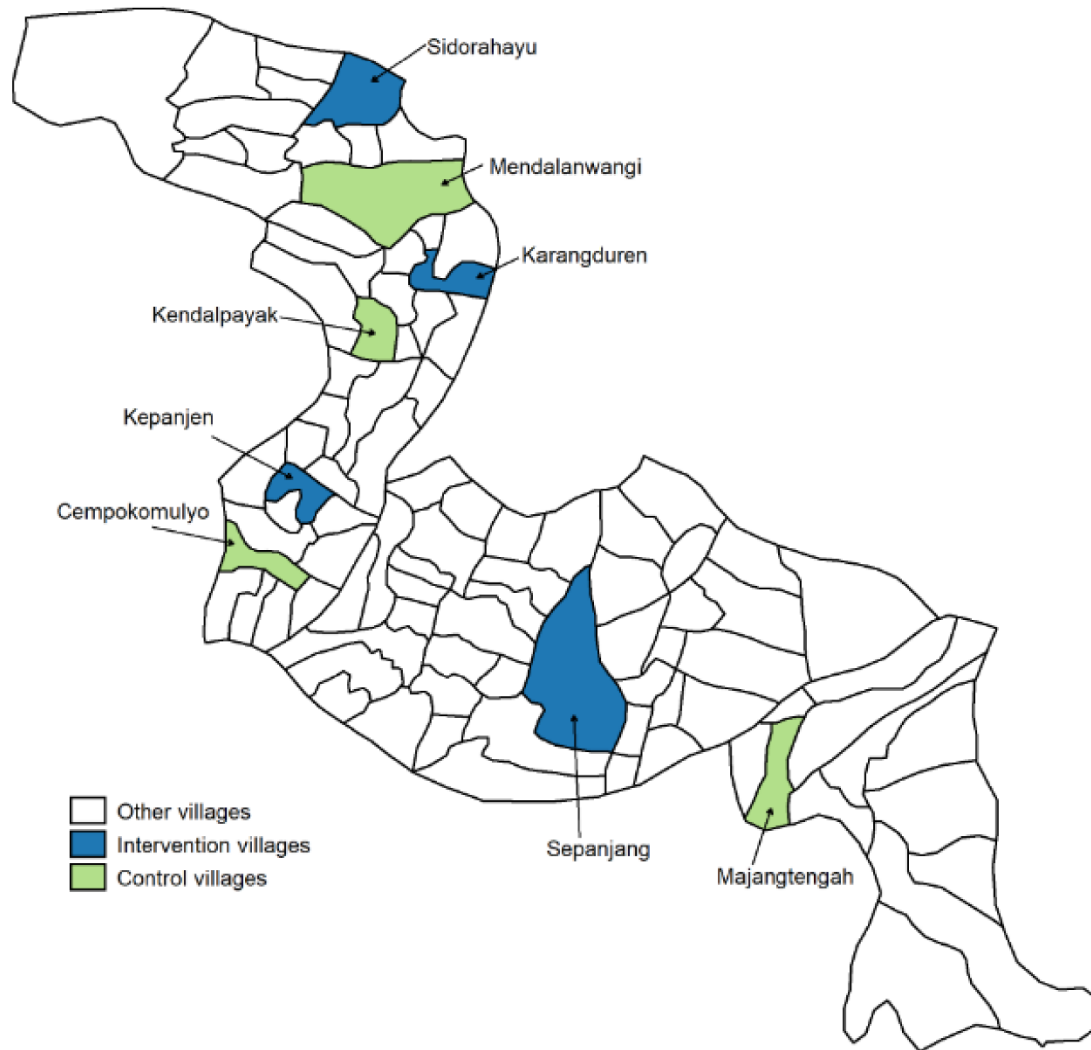 Sidorahayu
Mendalanwangi
Karangduren
Kendalpayak
Kepanjen
Cempokomulyo
Other villages
Intervention villages
Control villages
Sepanjang
Majangtengah